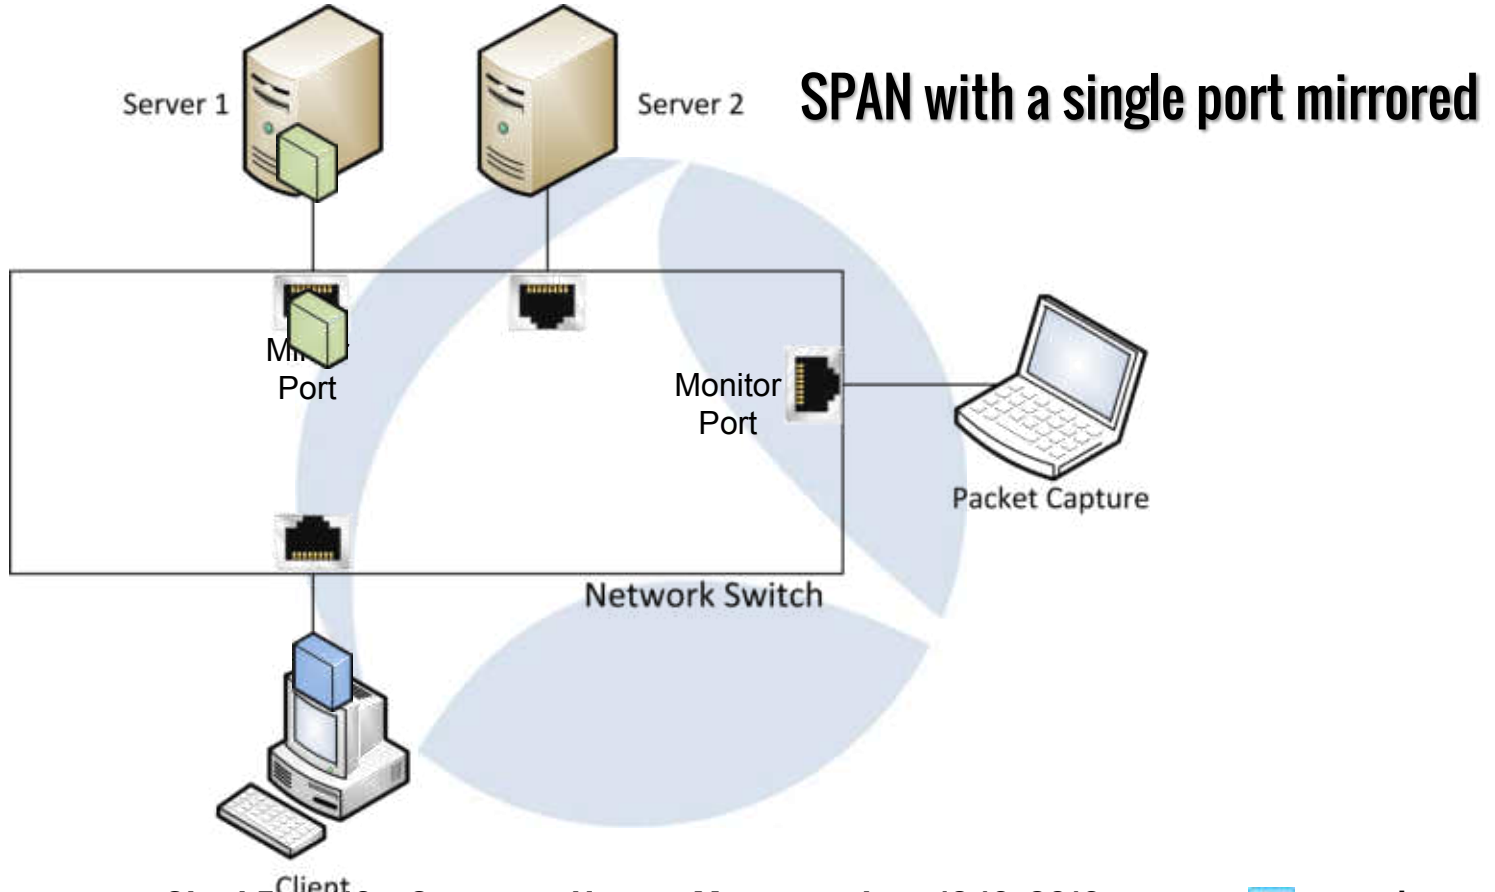 SPAN with a single port mirrored
Server 1
Server 2
Port
Monitor
Port
Packet Capture
Network Switch
Client